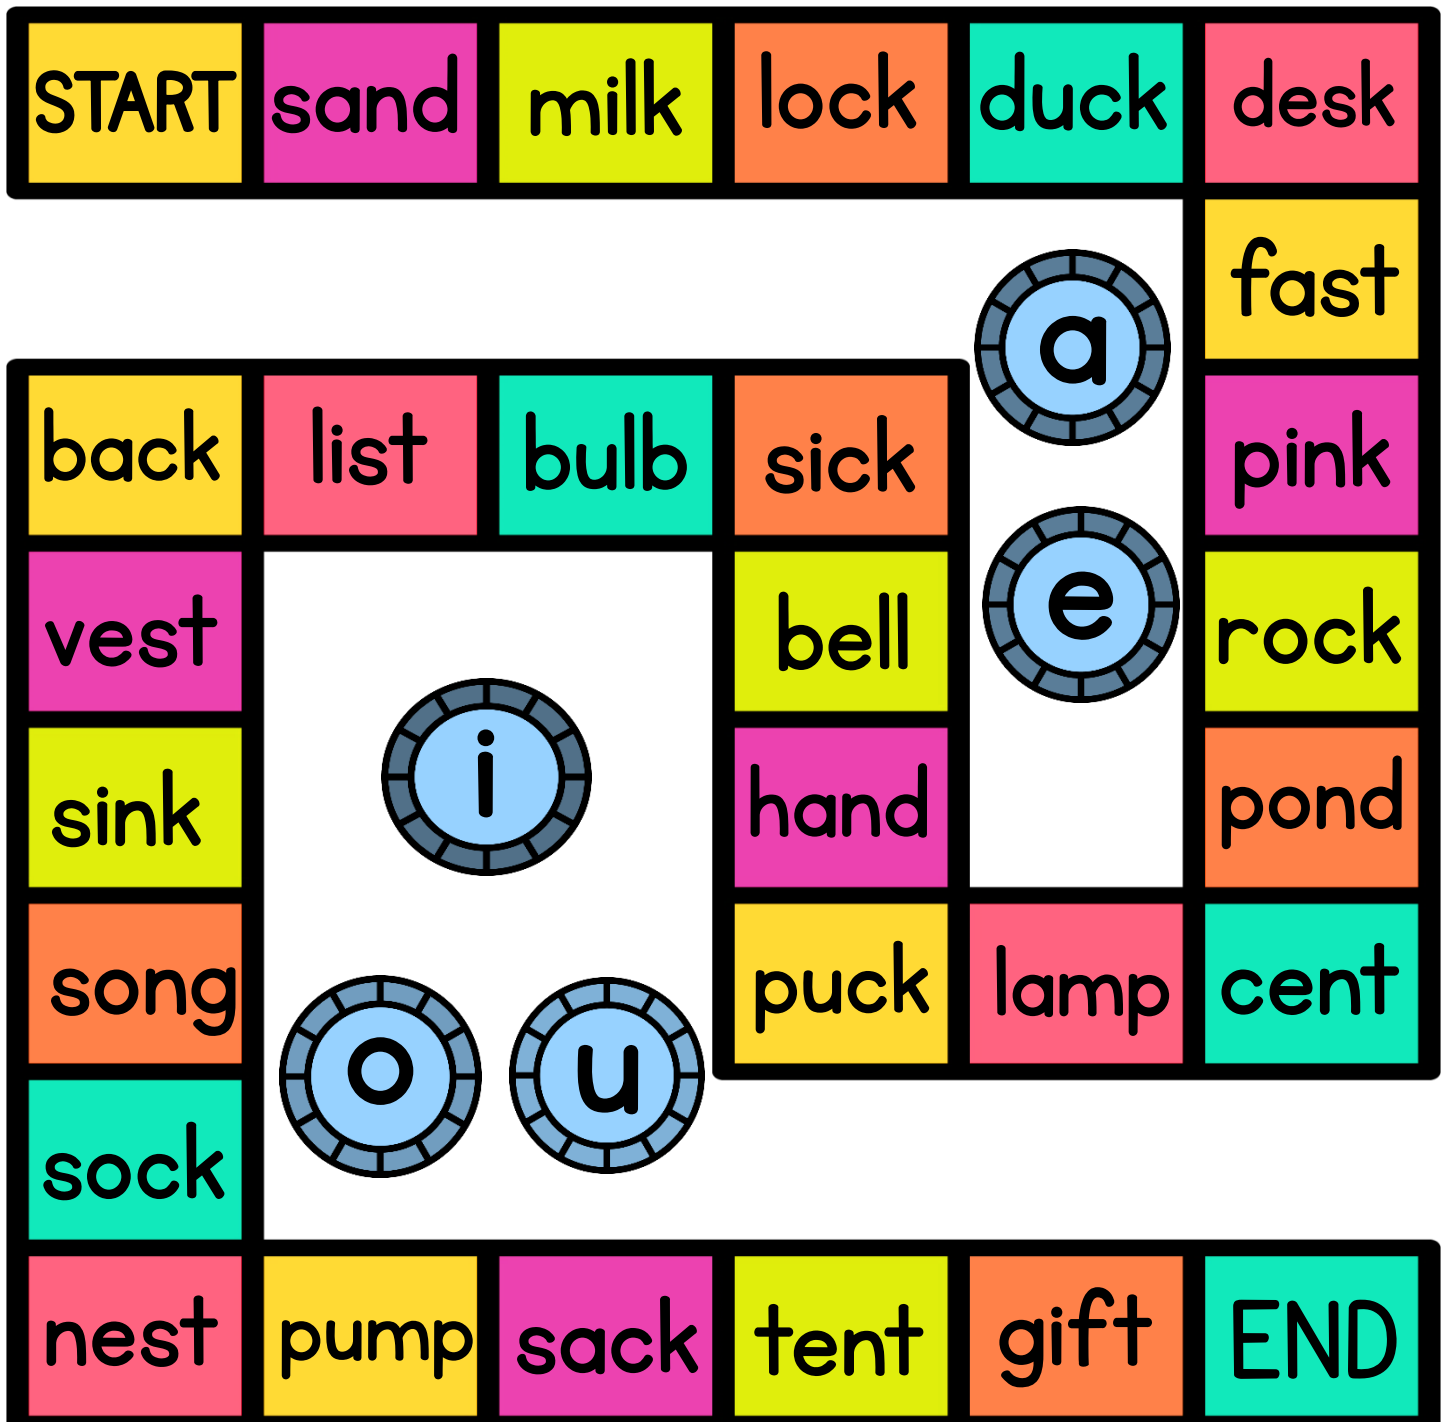 START sand milk lock duck desk
fast
a
back list bulb sick pink
e
vest bell rock
i
sink hand pond
song puck lamp cent
o u
sock
nest pump sack tent gift END